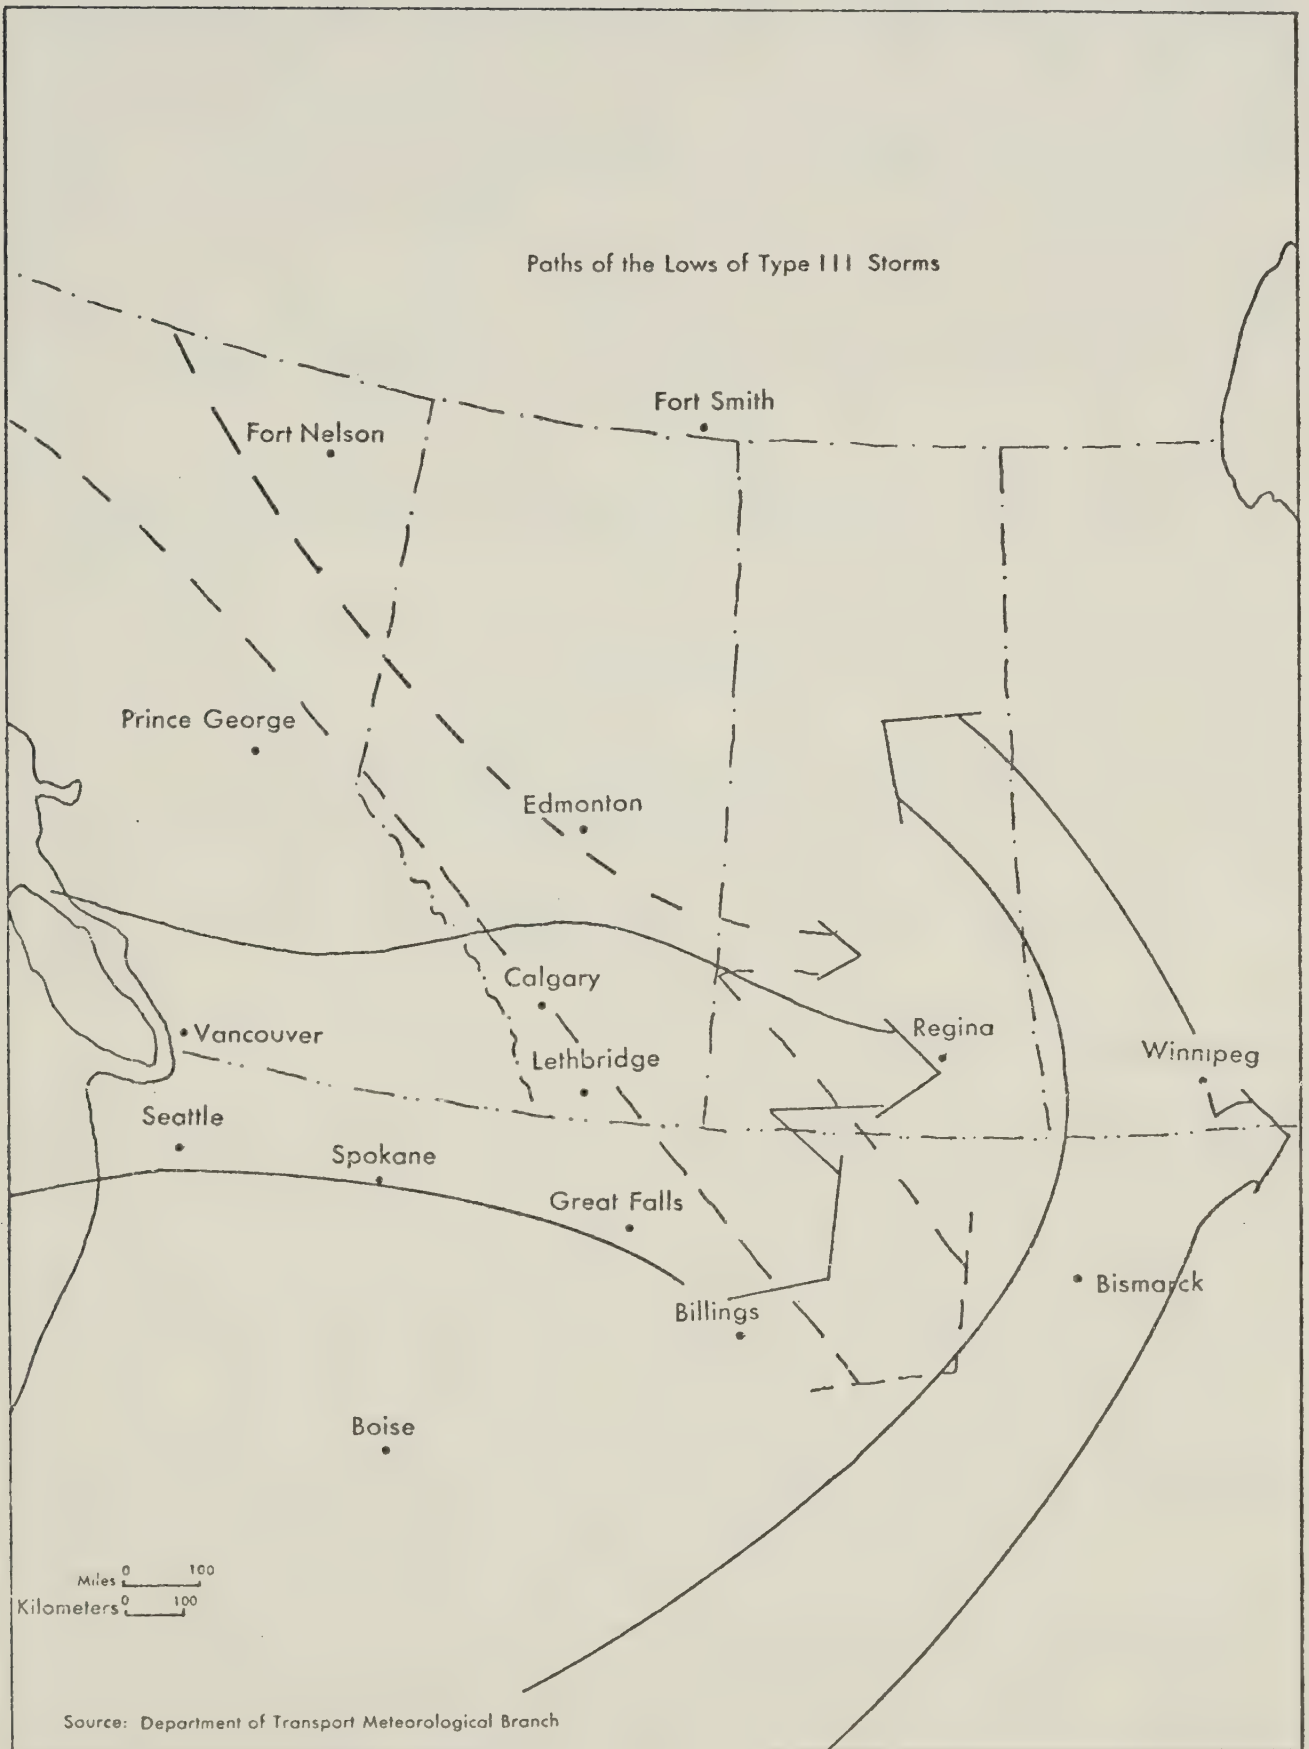 Paths of the Lows of Type III Storms
Fort Smith
Fort Nelson
Prince George
Edmonton
Calgary
Vancouver
Regina
Winnipeg
Lethbridge
Seattle
Spokane
Great Falls
Bismarck
Billings
Boise
Miles 0 100
Kilometers 0 100
Source: Department of Transport Meteorological Branch